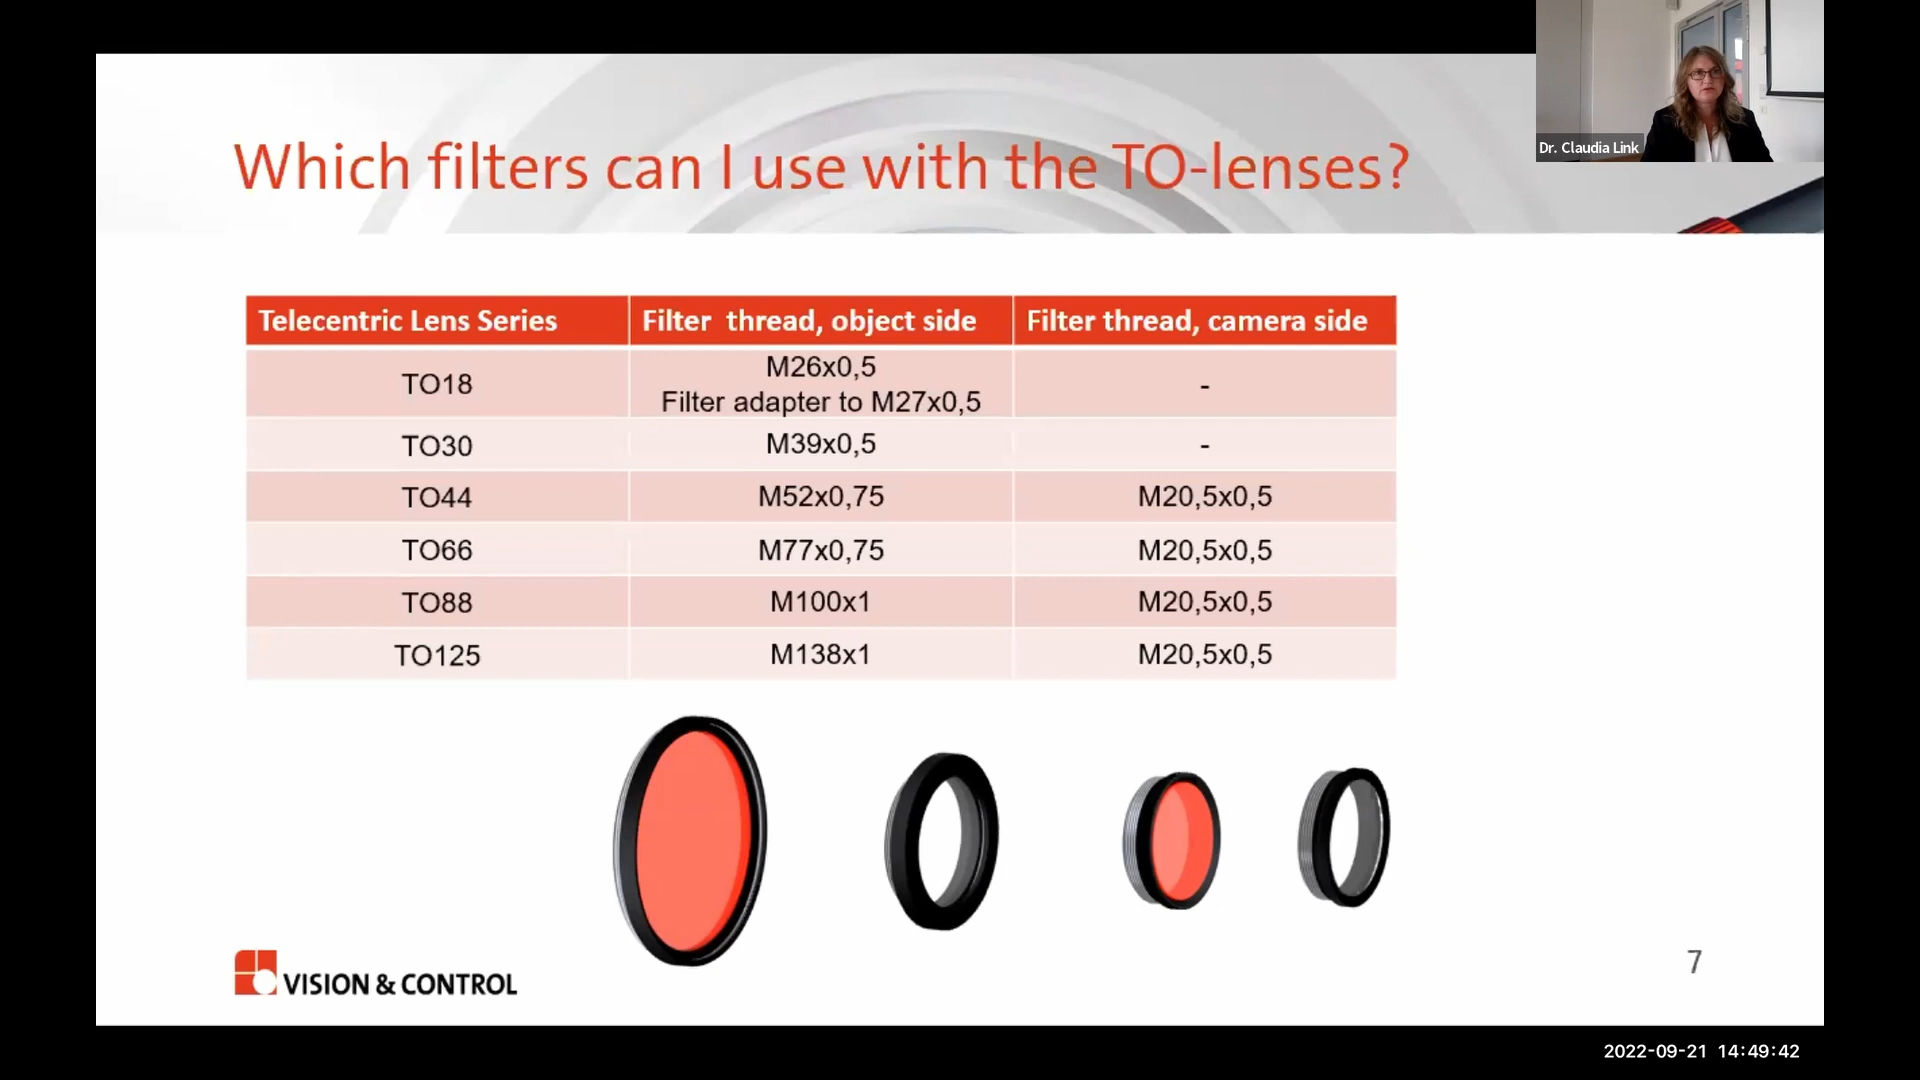 Which filters can I use with the TO-lenses?
Dr. Claudia Link
Telecentric Lens Series Filter thread, object side Filter thread, camera side
TO18 M26x0,5 Filter adapter to M27x0,5 -
TO30 M39x0,5 -
TO44 M52x0,75 M20,5x0,5
TO66 M77x0,75 M20,5x0,5
TO88 M100x1 M20,5x0,5
TO125 M138x1 M20,5x0,5
VISION & CONTROL
7
2022-09-21 14:49:42